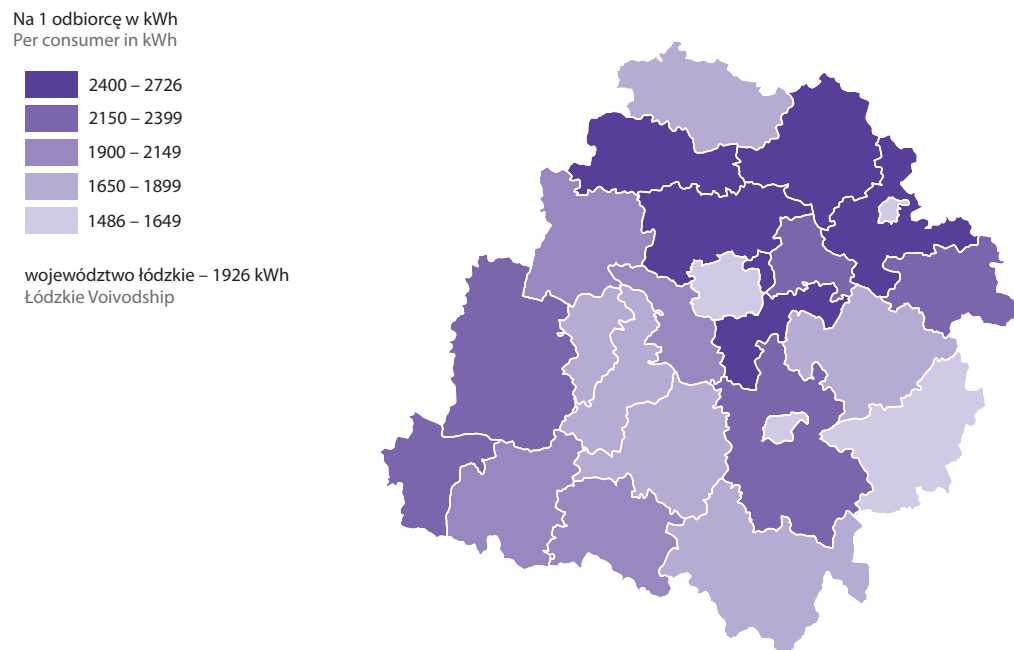 Na 1 odbiorcę w kWh
Per consumer in kWh
2400 – 2726
2150 – 2399
1900 – 2149
1650 – 1899
1486 – 1649
województwo łódzkie – 1926 kWh
Łódzkie Voivodship